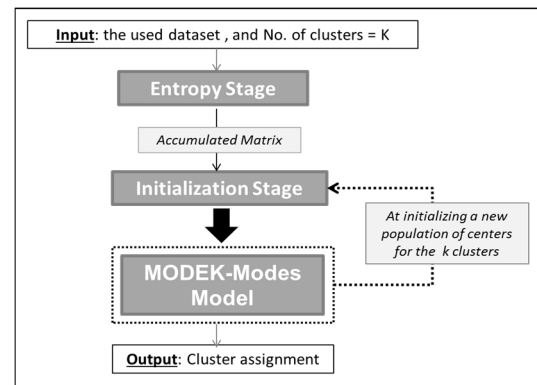 Input: the used dataset , and No. of clusters = K
Entropy Stage
Accumulated Matrix
Initialization Stage
At initializing a new
population of centers
for the k clusters
MODEK-Modes
Model
Output: Cluster assignment